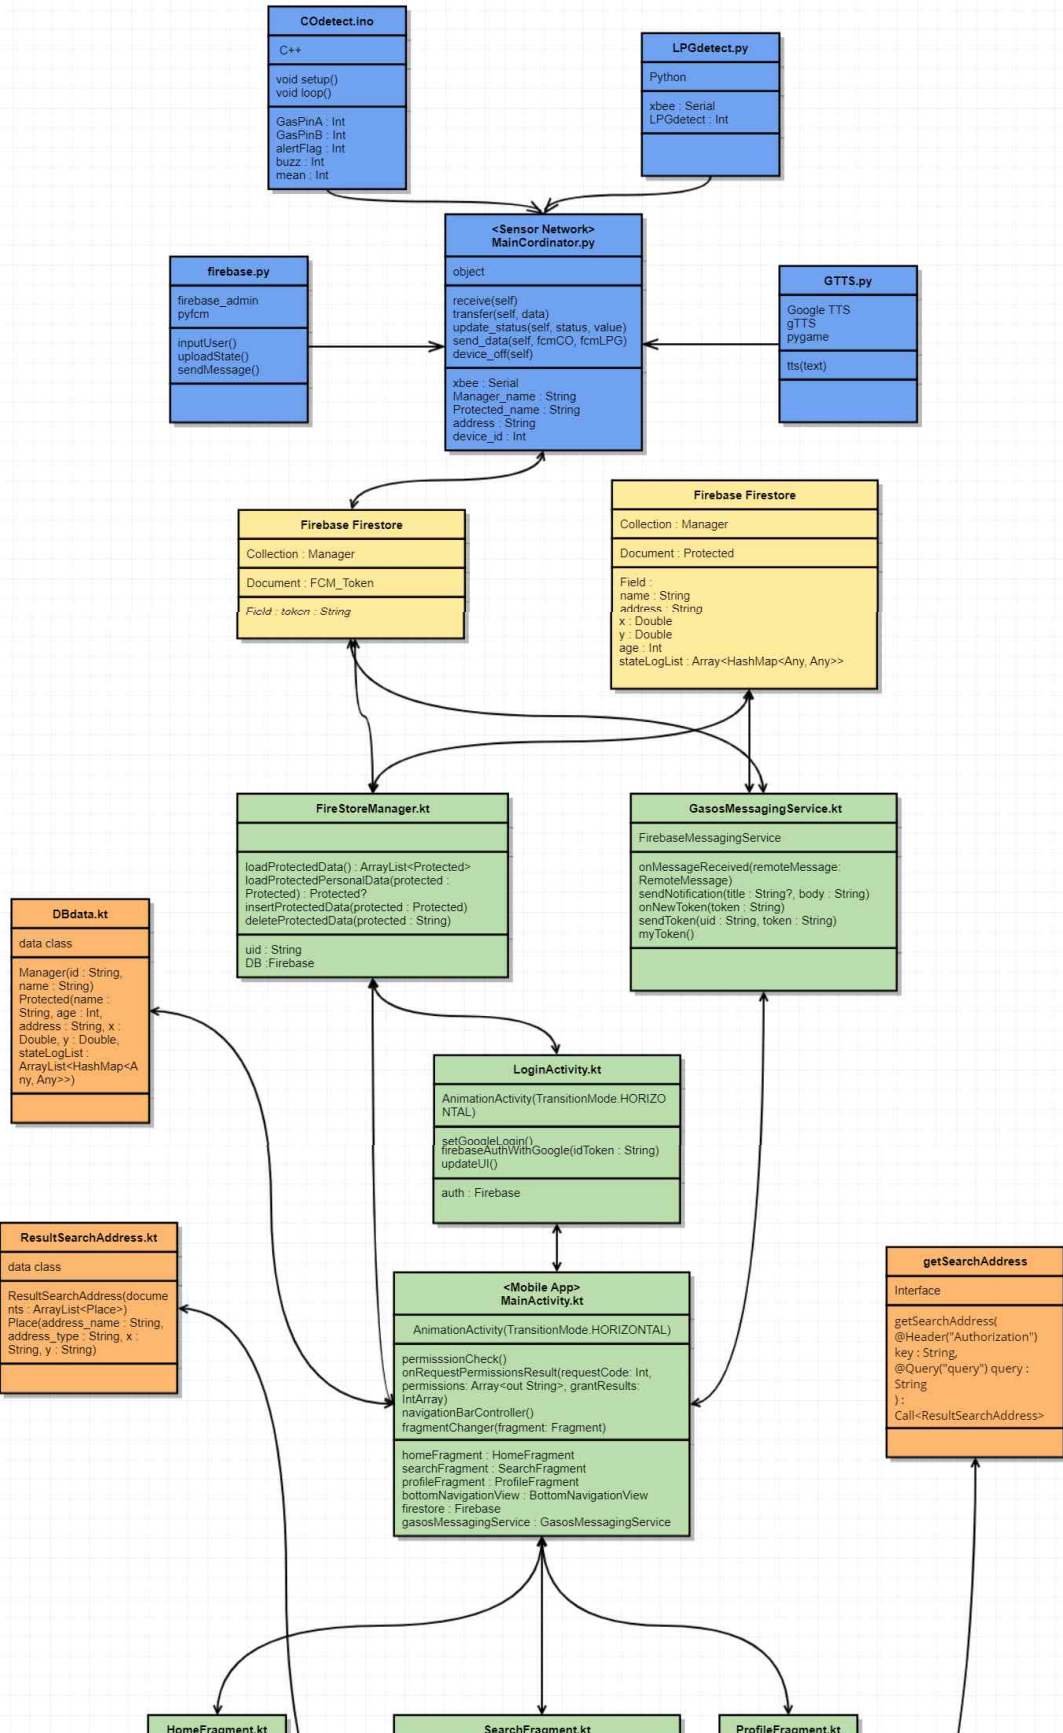 COdetect.ino
C++
void setup()
void loop()
GasPinA : Int
GasPinB : Int
alertFlag : Int
buzz : Int
mean : Int
LPGdetect.py
Python
xbee : Serial
LPGdetect : Int
<Sensor Network>
MainCordinator.py
object
receive(self)
transfer(self, data)
update_status(self, status, value)
send_data(self, fcmCO, fcmLPG)
device_off(self)
xbee : Serial
Manager_name : String
Protected_name : String
address : String
device_id : Int
firebase.py
firebase_admin
pyfcm
inputUser()
uploadState()
sendMessage()
GTTS.py
Google TTS
gTTS
pygame
tts(text)
Firebase Firestore
Collection : Manager
Document : FCM_Token
Field : token : String
Firebase Firestore
Collection : Manager
Document : Protected
Field :
name : String
address : String
x : Double
y : Double
age : Int
stateLogList : Array<HashMap<Any, Any>>
FireStoreManager.kt
loadProtectedData() : ArrayList<Protected>
loadProtectedPersonalData(protected :
Protected) : Protected?
insertProtectedData(protected : Protected)
deleteProtectedData(protected : String)
uid : String
DB :Firebase
GasosMessagingService.kt
FirebaseMessagingService
onMessageReceived(remoteMessage:
RemoteMessage)
sendNotification(title : String?, body : String)
onNewToken(token : String)
sendToken(uid : String, token : String)
myToken()
DBdata.kt
data class
Manager(id : String,
name : String)
Protected(name :
String, age : Int,
address : String, x :
Double, y : Double,
stateLogList :
ArrayList<HashMap<A
ny, Any>>)
LoginActivity.kt
AnimationActivity(TransitionMode.HORIZO
NTAL)
setGoogleLogin()
firebaseAuthWithGoogle(idToken : String)
updateUI()
auth : Firebase
ResultSearchAddress.kt
data class
ResultSearchAddress(docume
nts : ArrayList<Place>)
Place(address_name : String,
address_type : String, x :
String, y : String)
<Mobile App>
MainActivity.kt
AnimationActivity(TransitionMode.HORIZONTAL)
permisssionCheck()
onRequestPermissionsResult(requestCode: Int,
permissions: Array<out String>, grantResults:
IntArray)
navigationBarController()
fragmentChanger(fragment: Fragment)
homeFragment : HomeFragment
searchFragment : SearchFragment
profileFragment : ProfileFragment
bottomNavigationView : BottomNavigationView
firestore : Firebase
gasosMessagingService : GasosMessagingService
getSearchAddress
Interface
getSearchAddress(
@Header("Authorization")
key : String,
@Query("query") query :
String
) :
Call<ResultSearchAddress>
HomeFragment.kt
SearchFragment.kt
ProfileFragment.kt